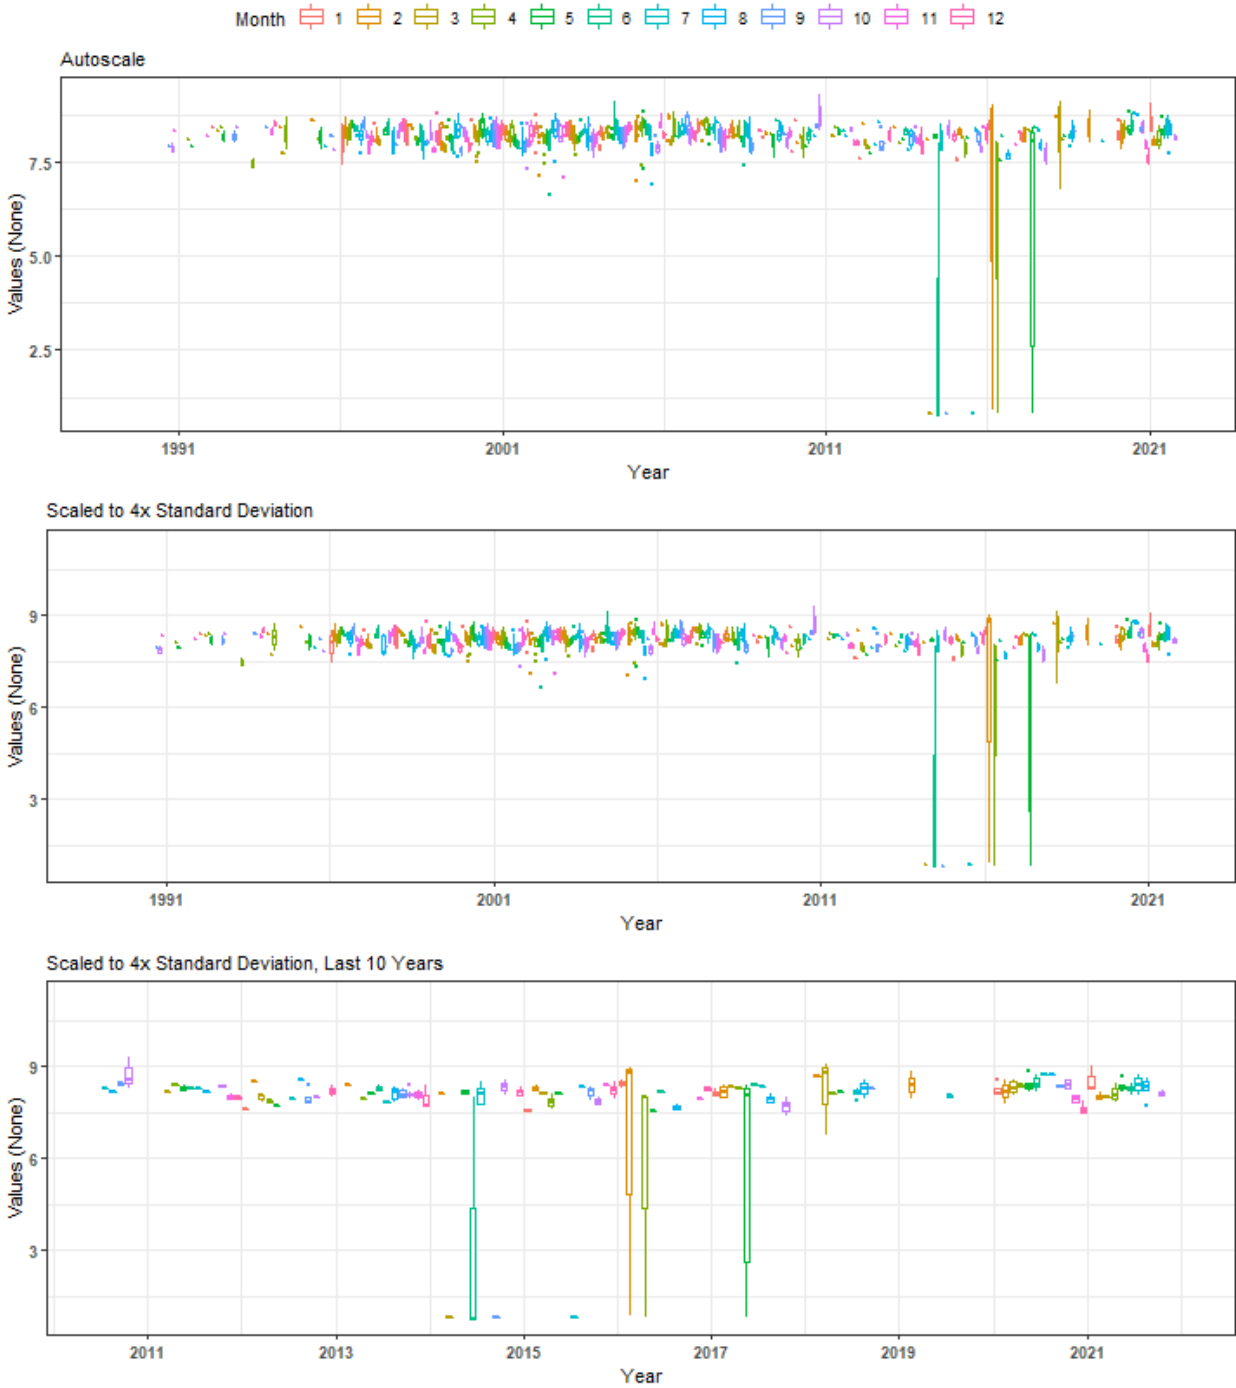 Month 1 2 3 4 5 6 7 8 9 10 11 12
Autoscale
Values (None)
7.5
5.0
2.5
1991 2001 2011 2021
Year
Scaled to 4x Standard Deviation
Values (None)
9
6
3
1991 2001 2011 2021
Year
Scaled to 4x Standard Deviation, Last 10 Years
Values (None)
9
6
3
2011 2013 2015 2017 2019 2021
Year